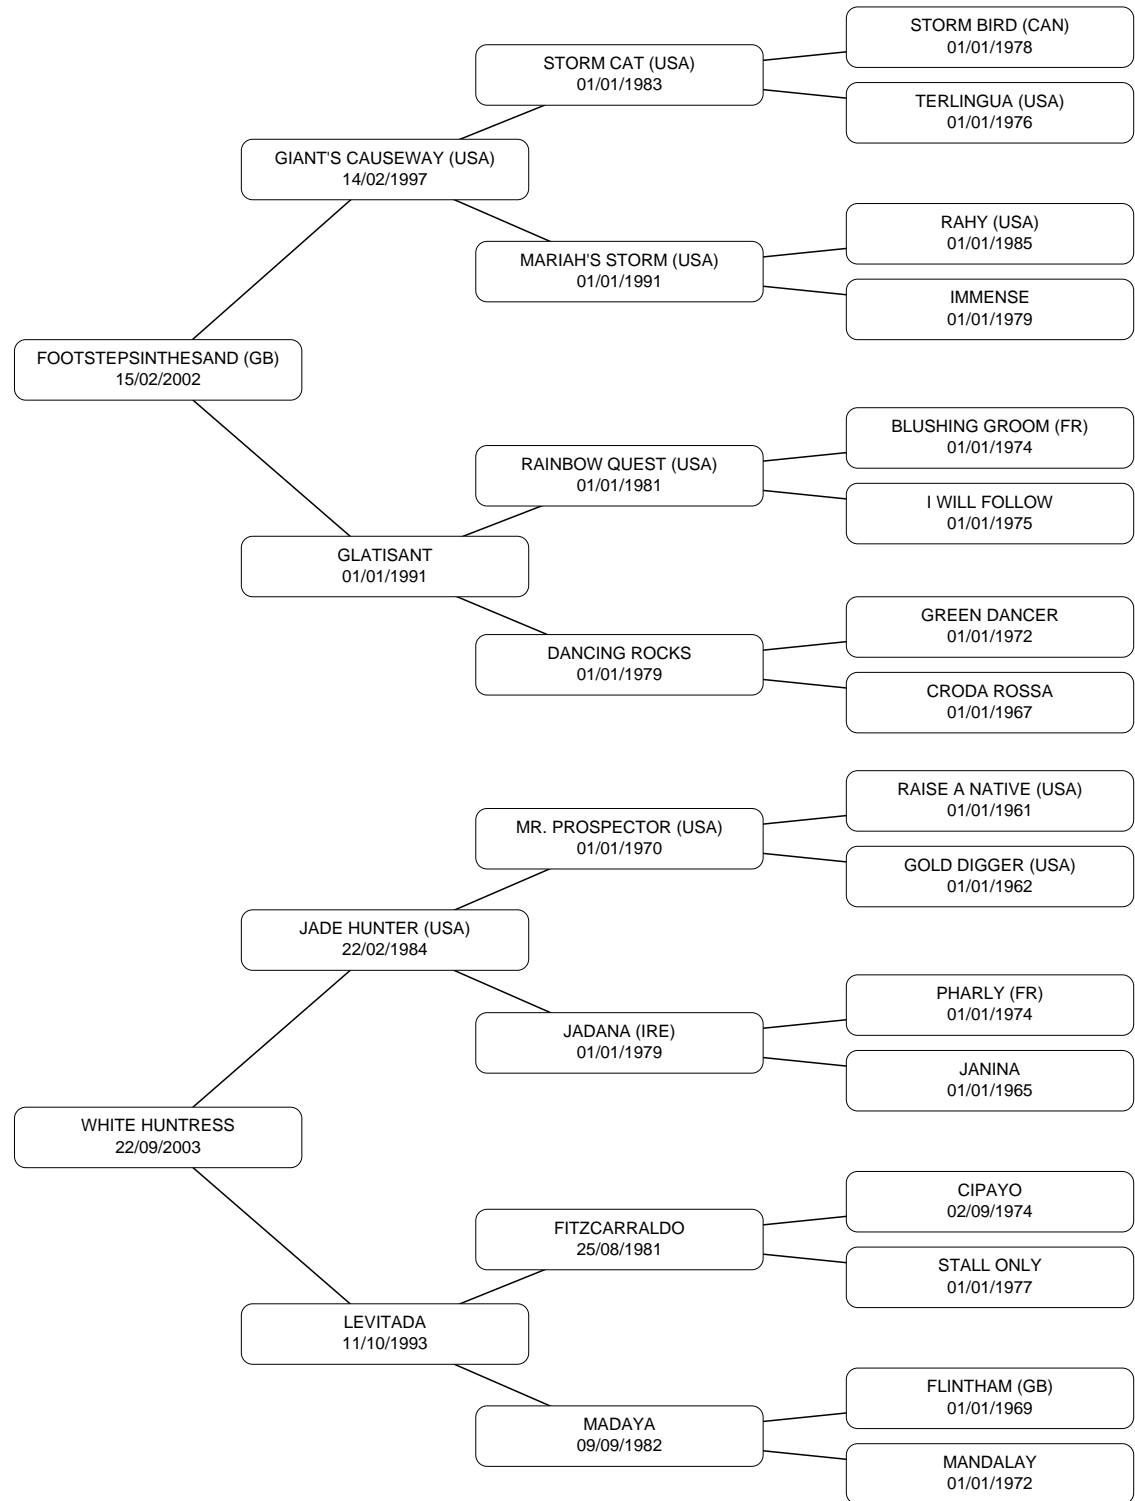 STORM BIRD (CAN)
01/01/1978
STORM CAT (USA)
01/01/1983
TERLINGUA (USA)
01/01/1976
GIANT'S CAUSEWAY (USA)
14/02/1997
RAHY (USA)
01/01/1985
MARIAH'S STORM (USA)
01/01/1991
IMMENSE
01/01/1979
FOOTSTEPSINTHESAND (GB)
15/02/2002
BLUSHING GROOM (FR)
01/01/1974
RAINBOW QUEST (USA)
01/01/1981
I WILL FOLLOW
01/01/1975
GLATISANT
01/01/1991
GREEN DANCER
01/01/1972
DANCING ROCKS
01/01/1979
CRODA ROSSA
01/01/1967
RAISE A NATIVE (USA)
01/01/1961
MR. PROSPECTOR (USA)
01/01/1970
GOLD DIGGER (USA)
01/01/1962
JADE HUNTER (USA)
22/02/1984
PHARLY (FR)
01/01/1974
JADANA (IRE)
01/01/1979
JANINA
01/01/1965
WHITE HUNTRESS
22/09/2003
CIPAYO
02/09/1974
FITZCARRALDO
25/08/1981
STALL ONLY
01/01/1977
LEVITADA
11/10/1993
FLINTHAM (GB)
01/01/1969
MADAYA
09/09/1982
MANDALAY
01/01/1972